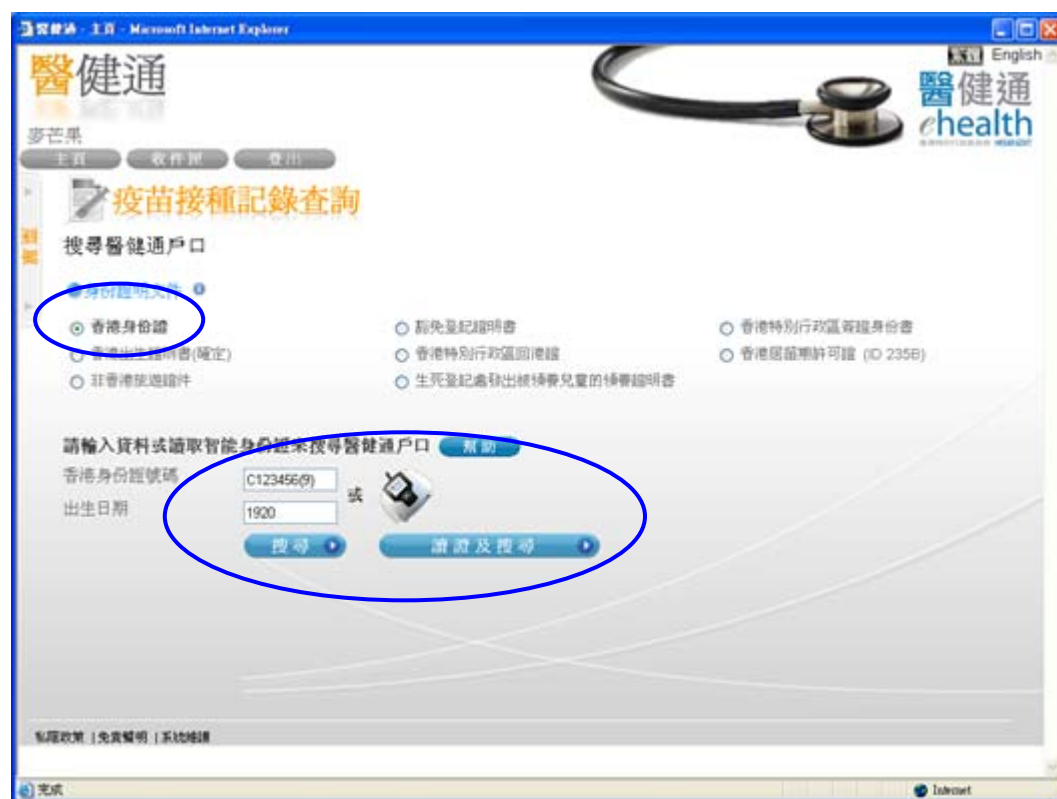 醫健通 - 主頁 - Microsoft Internet Explorer
繁體 English
醫健通
醫健通
ehealth
麥芒果
主頁 收件匣 登出
疫苗接種記錄查詢
搜尋醫健通戶口
身份證明文件
香港身份證 豁免登記證明書 香港特別行政區簽證身份書
香港出生證明書(確定) 香港特別行政區回港證 香港居留期許可證 (ID 235B)
非香港旅遊證件 生死登記處發出被領養兒童的領養證明書
請輸入資料或讀取智能身份證來搜尋醫健通戶口 幫助
香港身份證號碼 C123456(9)
或
出生日期 1920
搜尋 讀證及搜尋
私隱政策 | 免責聲明 | 系統維護
完成 Internet